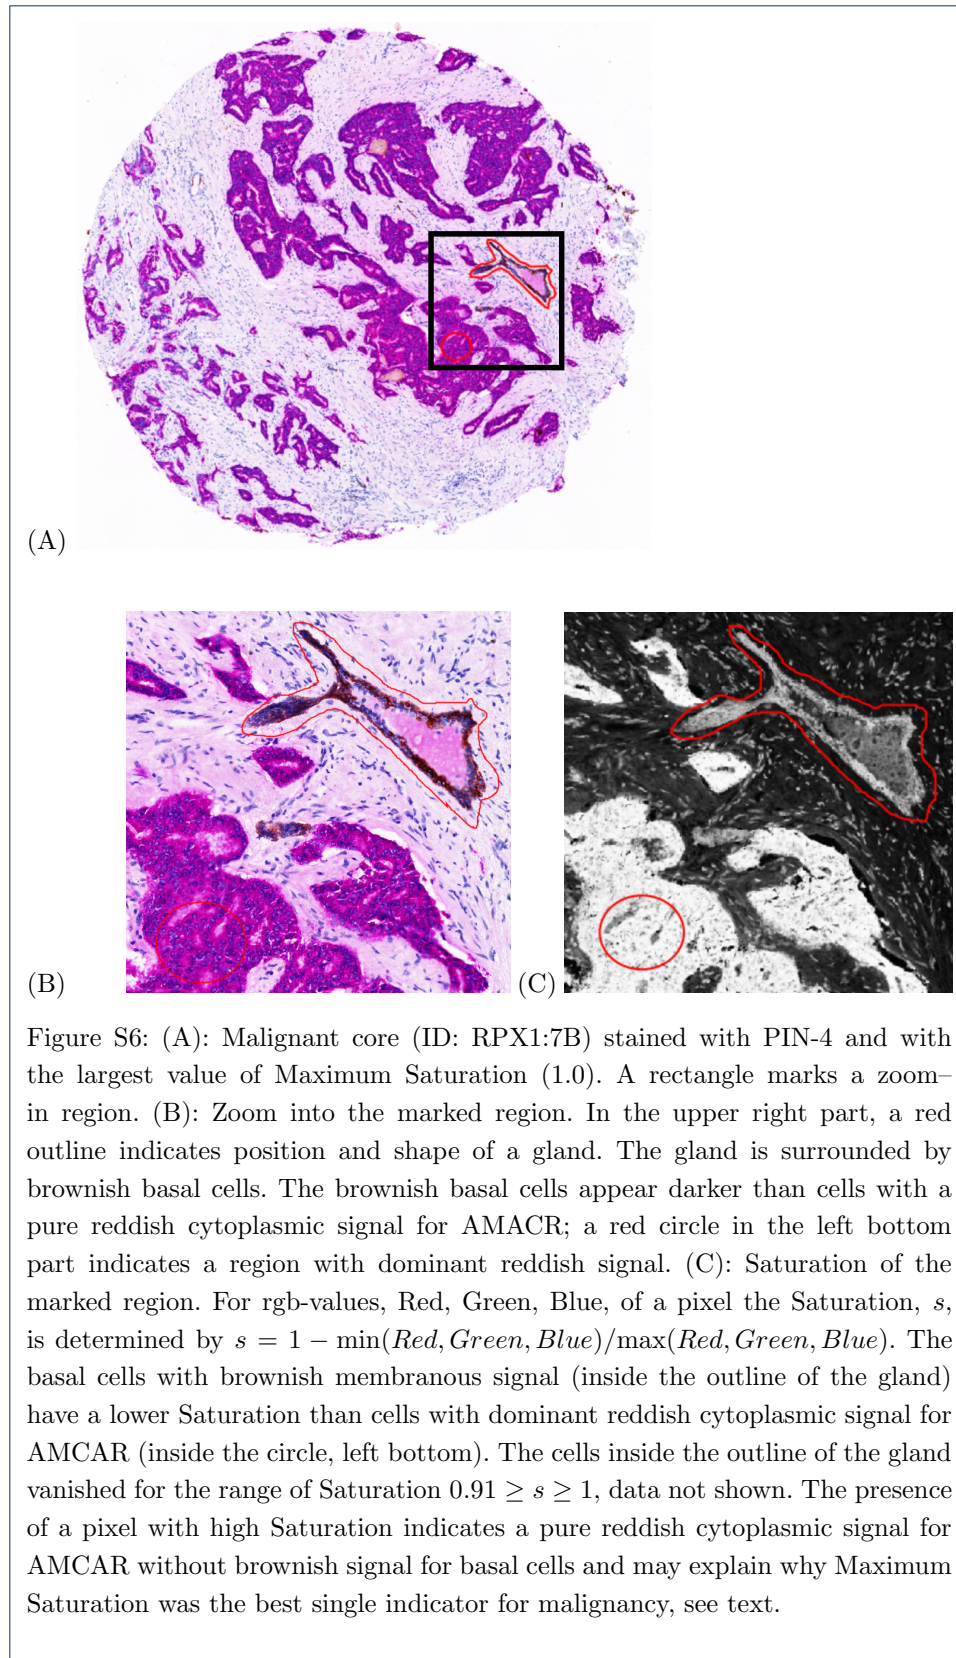 (A)
(B)
(C)
Figure S6: (A): Malignant core (ID: RPX1:7B) stained with PIN-4 and with
the largest value of Maximum Saturation (1.0). A rectangle marks a zoom–
in region. (B): Zoom into the marked region. In the upper right part, a red
outline indicates position and shape of a gland. The gland is surrounded by
brownish basal cells. The brownish basal cells appear darker than cells with a
pure reddish cytoplasmic signal for AMACR; a red circle in the left bottom
part indicates a region with dominant reddish signal. (C): Saturation of the
marked region. For rgb-values, Red, Green, Blue, of a pixel the Saturation, s,
is determined by s = 1 − min(Red, Green, Blue)/max(Red, Green, Blue). The
basal cells with brownish membranous signal (inside the outline of the gland)
have a lower Saturation than cells with dominant reddish cytoplasmic signal for
AMCAR (inside the circle, left bottom). The cells inside the outline of the gland
vanished for the range of Saturation 0.91 ≥ s ≥ 1, data not shown. The presence
of a pixel with high Saturation indicates a pure reddish cytoplasmic signal for
AMCAR without brownish signal for basal cells and may explain why Maximum
Saturation was the best single indicator for malignancy, see text.